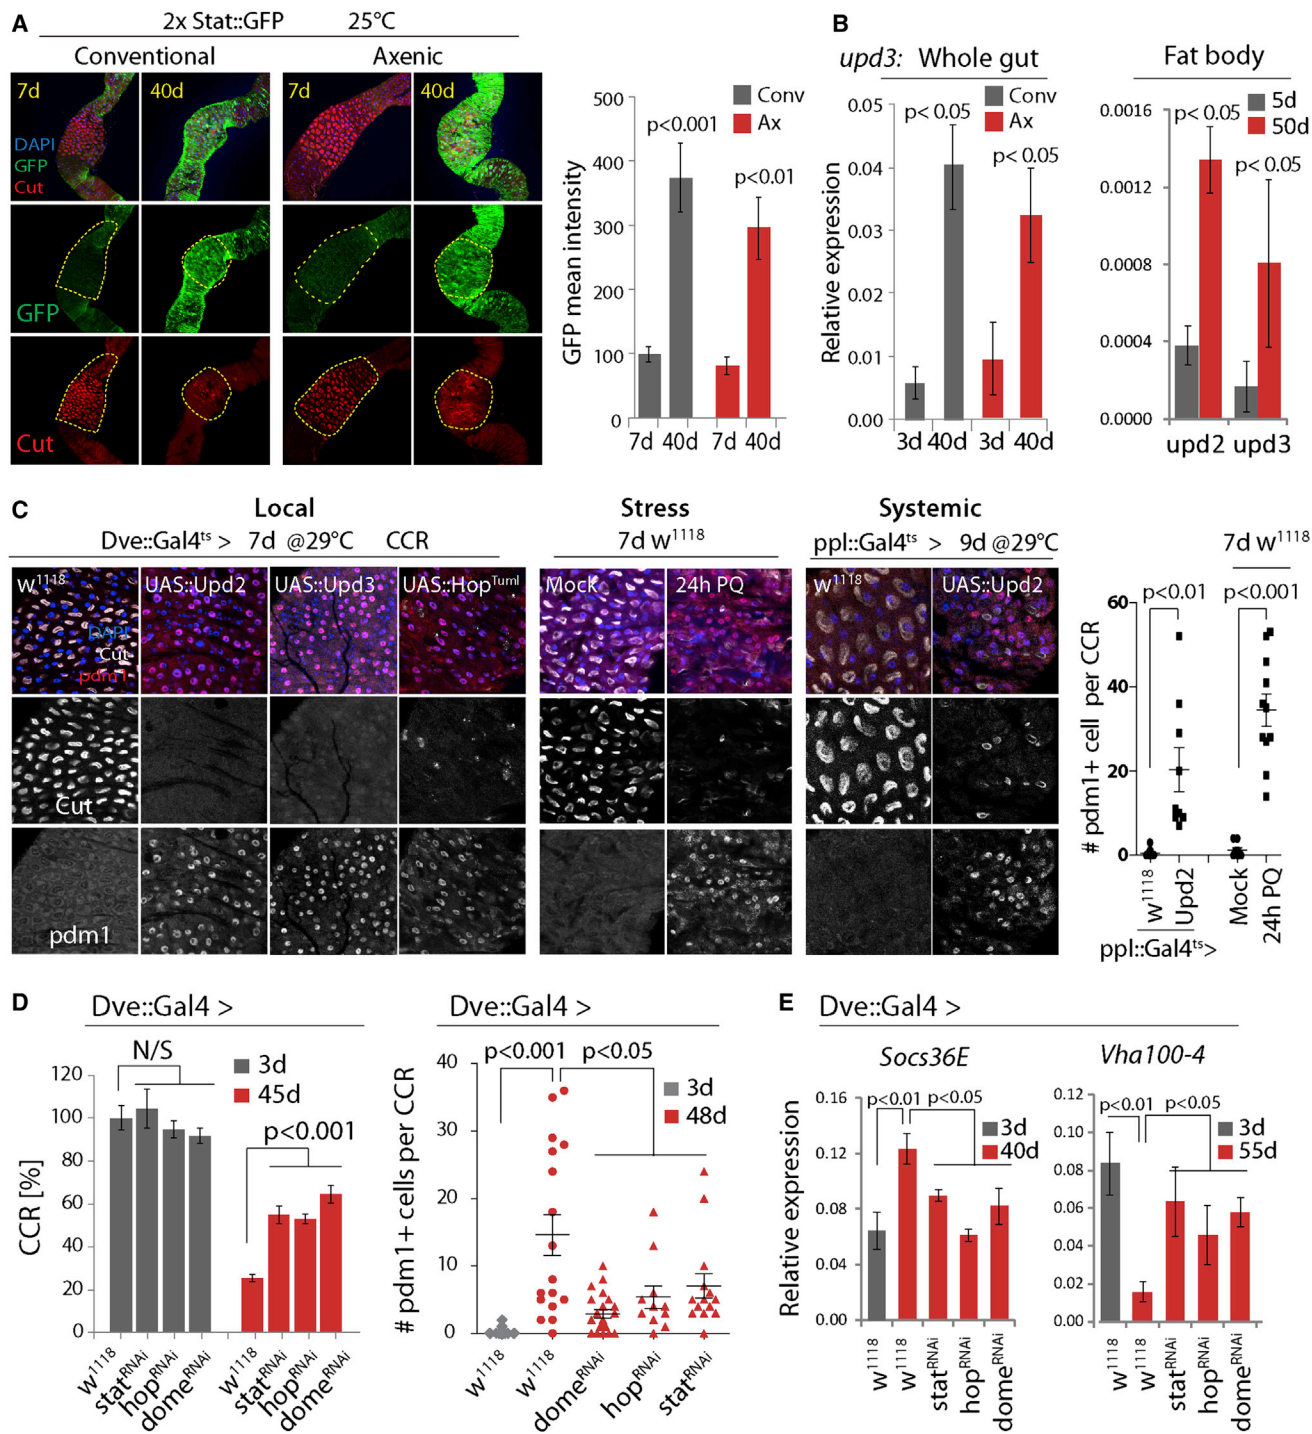 A
2x Stat::GFP 25°C
Conventional Axenic
7d 40d 7d 40d
DAPI
GFP
Cut
GFP
Cut
500
400
300
200
100
0
GFP mean intensity
Conv
Ax
p<0.001
p<0.01
7d 40d 7d 40d
B
upd3: Whole gut
Conv
Ax
0.05
0.04
0.03
0.02
0.01
0.00
Relative expression
p< 0.05
p< 0.05
3d 40d 3d 40d
Fat body
5d
50d
0.0016
0.0012
0.0008
0.0004
0.0000
p< 0.05
p< 0.05
upd2 upd3
C
Local
Dve::Gal4ts > 7d @29°C CCR
w1118 UAS::Upd2 UAS::Upd3 UAS::HopTuml
DAPI
Cut
pdm1
Cut
pdm1
Stress
7d w1118
Mock 24h PQ
Systemic
ppl::Gal4ts > 9d @29°C
w1118 UAS::Upd2
7d w1118
p<0.01
p<0.001
60
40
20
0
# pdm1+ cell per CCR
w1118 Upd2 Mock 24h PQ
ppl::Gal4ts>
D
Dve::Gal4 >
N/S
3d
45d
p<0.001
120
100
80
60
40
20
0
CCR [%]
w1118 statRNAi hopRNAi domeRNAi w1118 statRNAi hopRNAi domeRNAi
Dve::Gal4 >
p<0.001 p<0.05
3d
48d
40
30
20
10
0
# pdm1+ cells per CCR
w1118 w1118 domeRNAi hopRNAi statRNAi
E
Dve::Gal4 >
Socs36E
p<0.01 p<0.05
3d
40d
0.16
0.12
0.08
0.04
0.00
Relative expression
w1118 w1118 statRNAi hopRNAi domeRNAi
Vha100-4
p<0.01 p<0.05
3d
55d
0.12
0.10
0.08
0.06
0.04
0.02
0.00
w1118 w1118 statRNAi hopRNAi domeRNAi